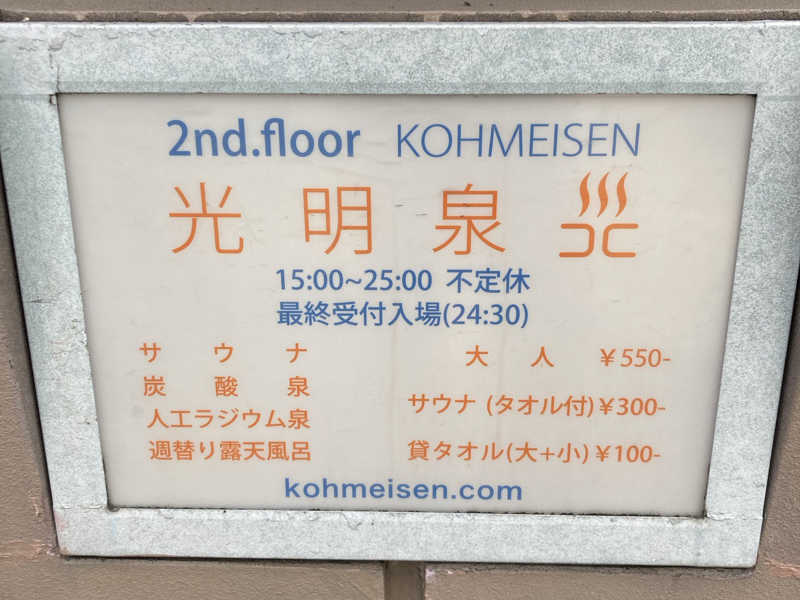 2nd.floor KOHMEISEN
光明泉
15:00~25:00 不定休
最終受付入場(24:30)
サウナ
炭酸泉
人工ラジウム泉
週替り露天風呂
大人 ￥550-
サウナ (タオル付)￥300-
貸タオル(大+小)￥100-
kohmeisen.com